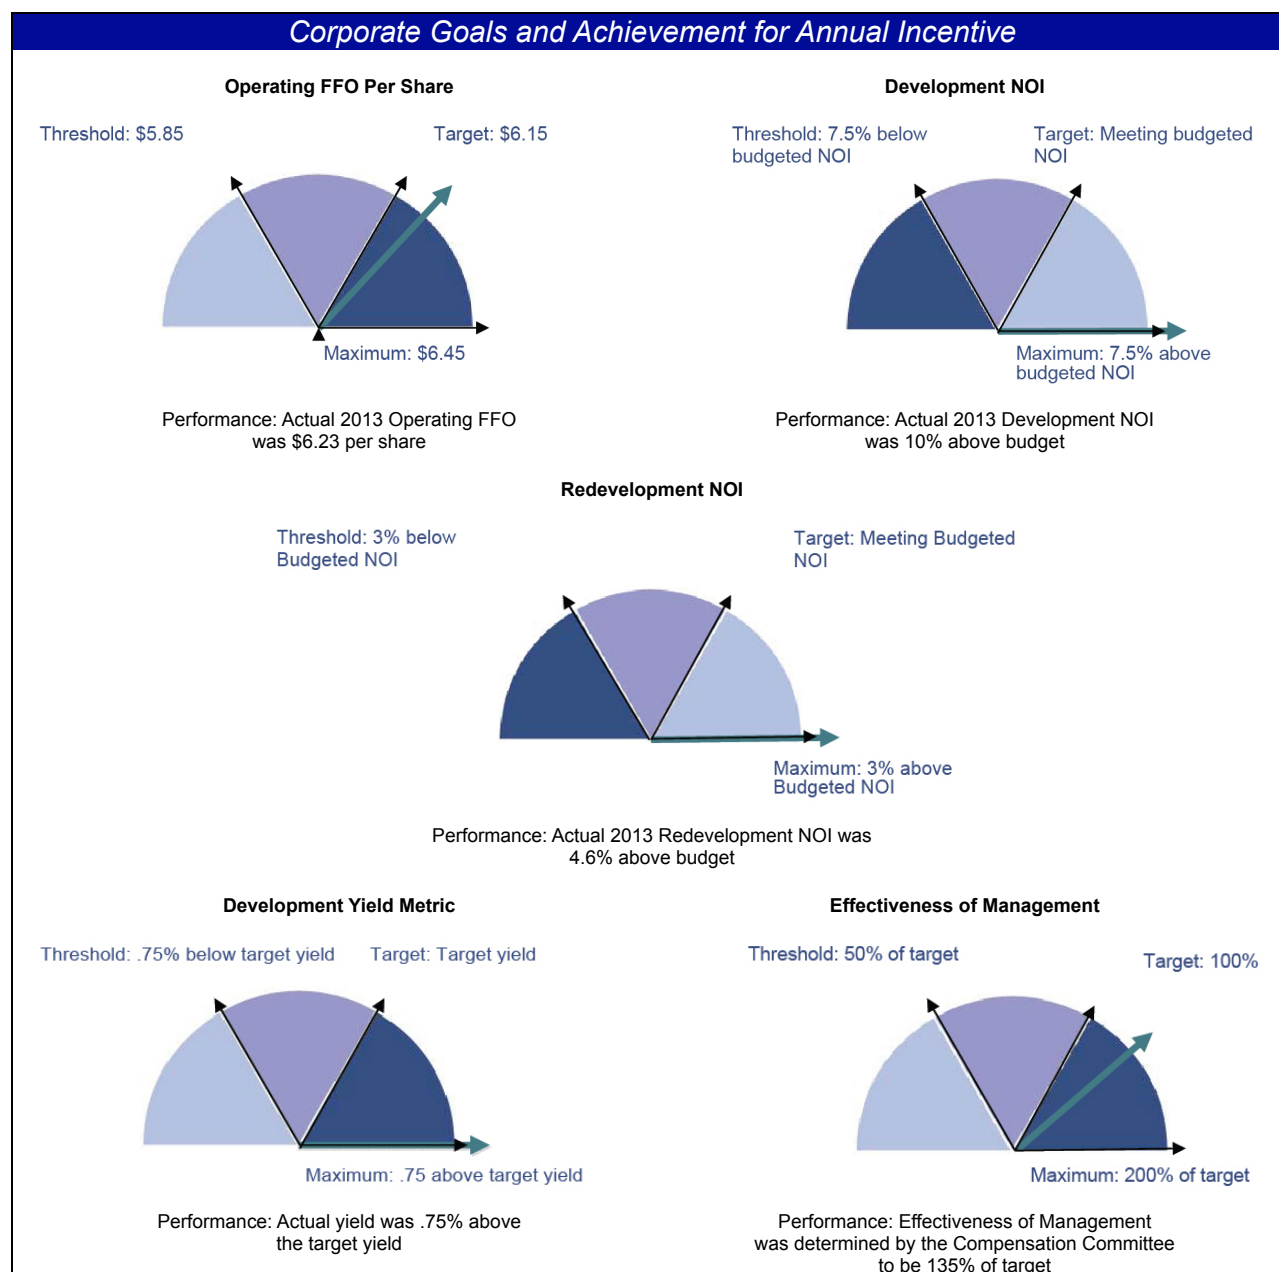 Corporate Goals and Achievement for Annual Incentive
Operating FFO Per Share
Threshold: $5.85
Target: $6.15
Maximum: $6.45
Performance: Actual 2013 Operating FFO
was $6.23 per share
Development NOI
Threshold: 7.5% below
budgeted NOI
Target: Meeting budgeted
NOI
Maximum: 7.5% above
budgeted NOI
Performance: Actual 2013 Development NOI
was 10% above budget
Redevelopment NOI
Threshold: 3% below
Budgeted NOI
Target: Meeting Budgeted
NOI
Maximum: 3% above
Budgeted NOI
Performance: Actual 2013 Redevelopment NOI was
4.6% above budget
Development Yield Metric
Threshold: .75% below target yield
Target: Target yield
Maximum: .75 above target yield
Performance: Actual yield was .75% above
the target yield
Effectiveness of Management
Threshold: 50% of target
Target: 100%
Maximum: 200% of target
Performance: Effectiveness of Management
was determined by the Compensation Committee
to be 135% of target